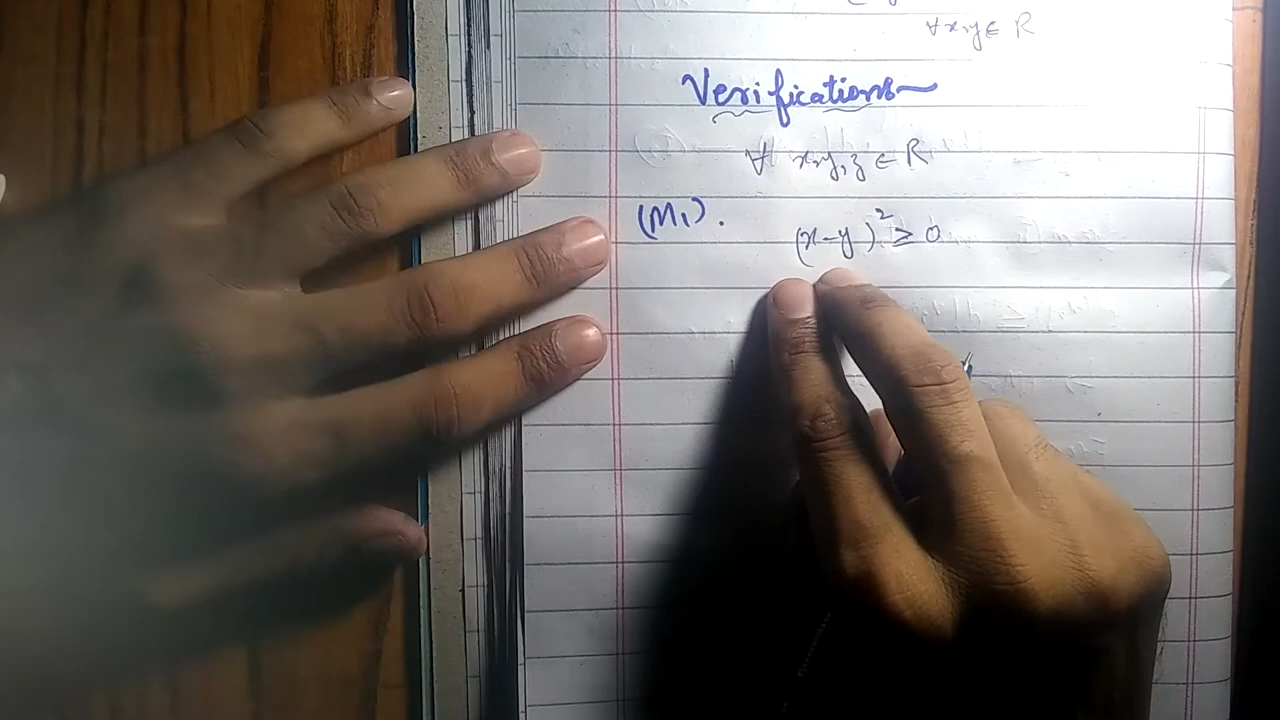 ∀ x, y ∈ R
Verifications
∀ x, y, z ∈ R
(M₁). (x-y)² ≥ 0